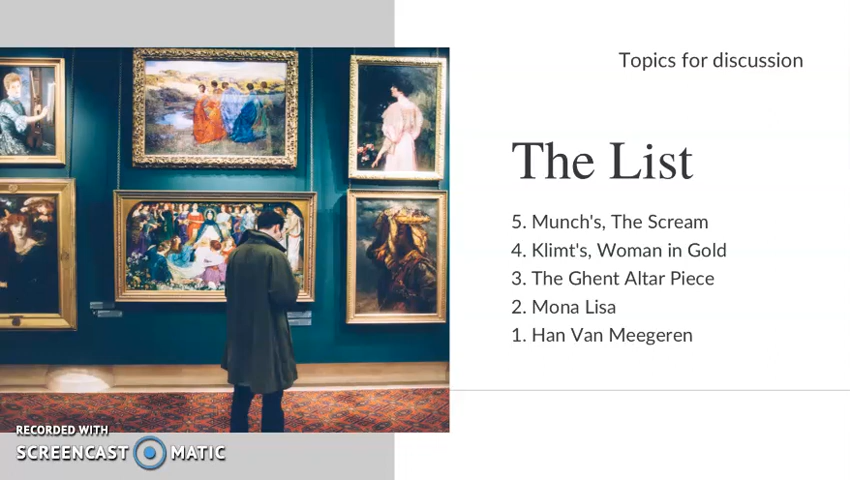 Topics for discussion
The List
5. Munch's, The Scream
4. Klimt's, Woman in Gold
3. The Ghent Altar Piece
2. Mona Lisa
1. Han Van Meegeren
RECORDED WITH
SCREENCAST MATIC